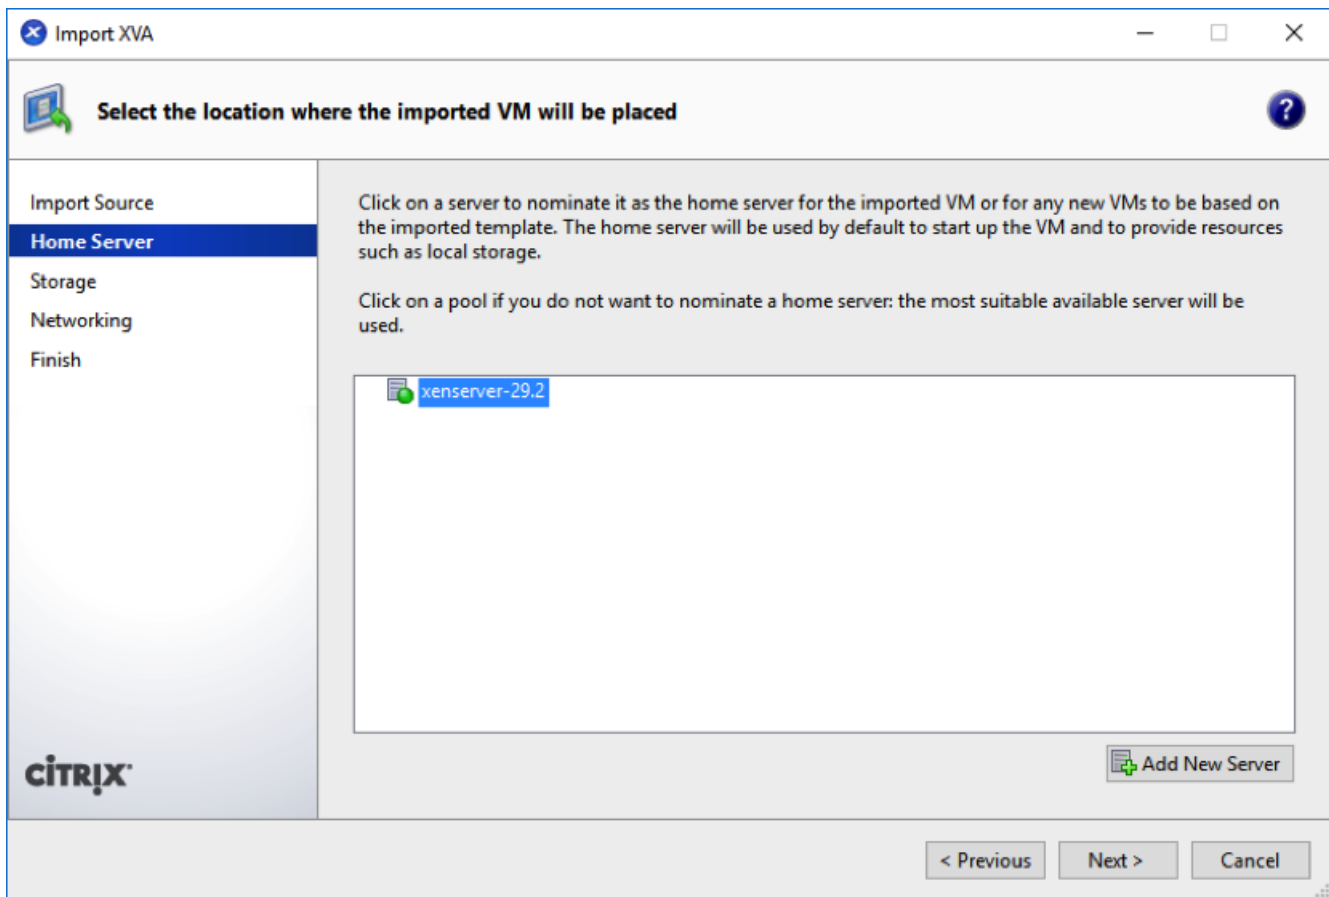 Import XVA
Select the location where the imported VM will be placed
?
Import Source
Home Server
Storage
Networking
Finish
Click on a server to nominate it as the home server for the imported VM or for any new VMs to be based on
the imported template. The home server will be used by default to start up the VM and to provide resources
such as local storage.
Click on a pool if you do not want to nominate a home server: the most suitable available server will be
used.
xenserver-29.2
Add New Server
CİTRIX
< Previous
Next >
Cancel